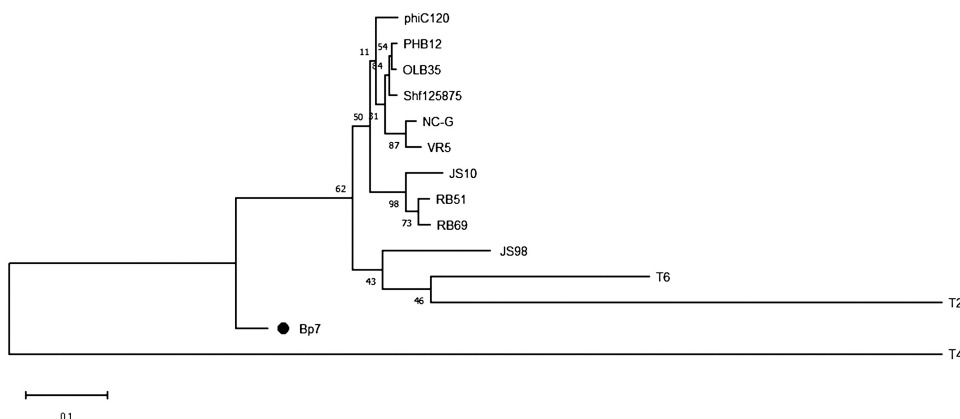 phiC120
54
PHB12
11
84
OLB35
Shf125875
50
31
NC-G
87
VR5
JS10
62
98
RB51
73
RB69
JS98
43
T6
46
T2
Bp7
T4
0.1